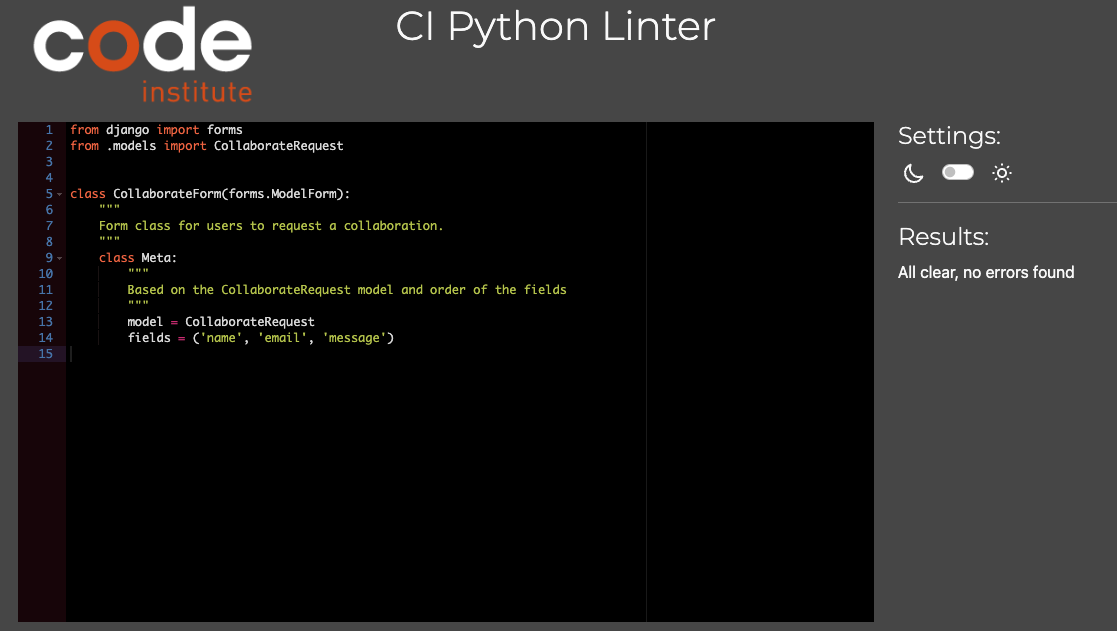 code
institute
CI Python Linter
1 from django import forms
2 from .models import CollaborateRequest
3
4
5 class CollaborateForm(forms.ModelForm):
6     """
7     Form class for users to request a collaboration.
8     """
9     class Meta:
10         """
11         Based on the CollaborateRequest model and order of the fields
12         """
13         model = CollaborateRequest
14         fields = ('name', 'email', 'message')
15
Settings:
Results:
All clear, no errors found